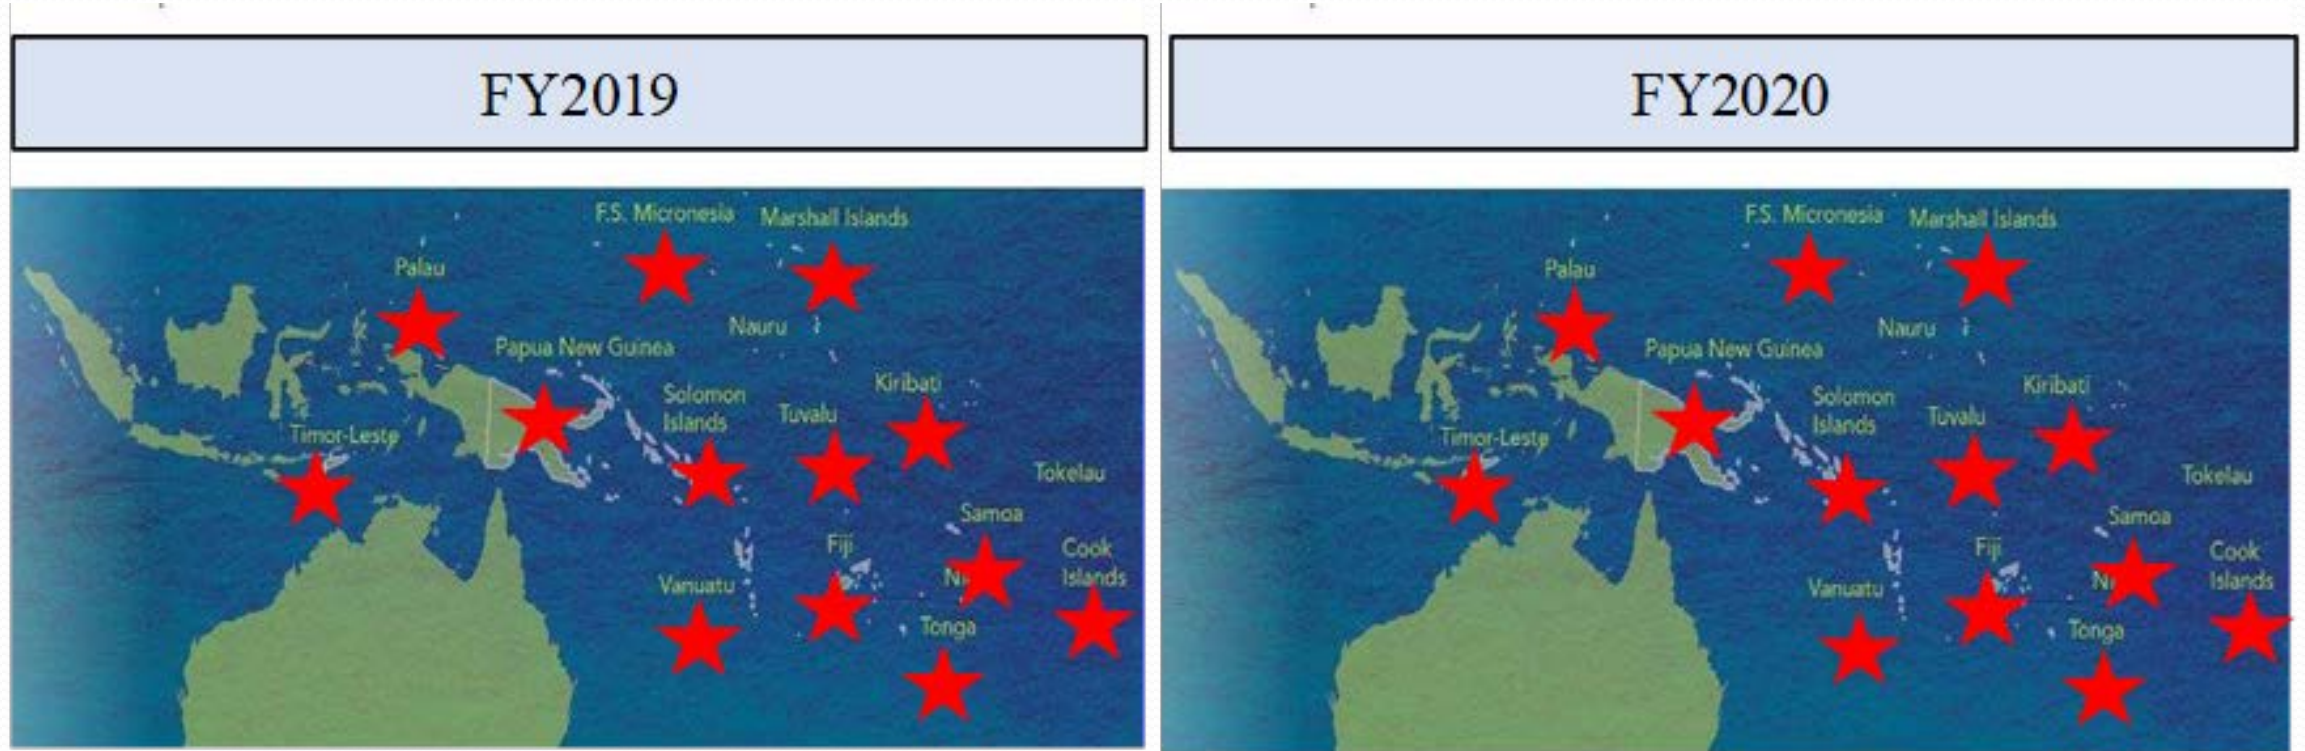 FY2019
F.S. Micronesia
Marshall Islands
Palau
Nauru
Papua New Guinea
Kiribati
Solomon
Islands
Tuvalu
Timor-Leste
Tokelau
Samoa
Fiji
Cook
Islands
Vanuatu
Tonga
FY2020
F.S. Micronesia
Marshall Islands
Palau
Nauru
Papua New Guinea
Kiribati
Solomon
Islands
Tuvalu
Timor-Leste
Tokelau
Samoa
Fiji
Cook
Islands
Vanuatu
Tonga